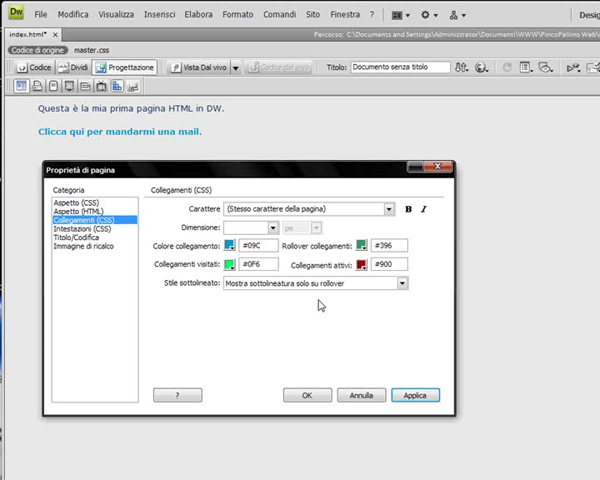 Dw File Modifica Visualizza Inserisci Elabora Formato Comandi Sito Finestra ? Design
index.html* × Percorso: C:\Documents and Settings\Administrator\Documenti\WWW\PincoPallino Web\
Codice di origine master.css
Codice Dividi Progettazione Vista Dal vivo Codice dal vivo Titolo: Documento senza titolo
Questa è la mia prima pagina HTML in DW.
Clicca qui per mandarmi una mail.
Proprietà di pagina
Categoria Collegamenti (CSS)
Aspetto (CSS)
Aspetto (HTML)
Collegamenti (CSS)
Intestazioni (CSS)
Titolo/Codifica
Immagine di ricalco
Carattere (Stesso carattere della pagina) B I
Dimensione: px
Colore collegamento: #09C Rollover collegamenti: #396
Collegamenti visitati: #0F6 Collegamenti attivi: #900
Stile sottolineato: Mostra sottolineatura solo su rollover
? OK Annulla Applica